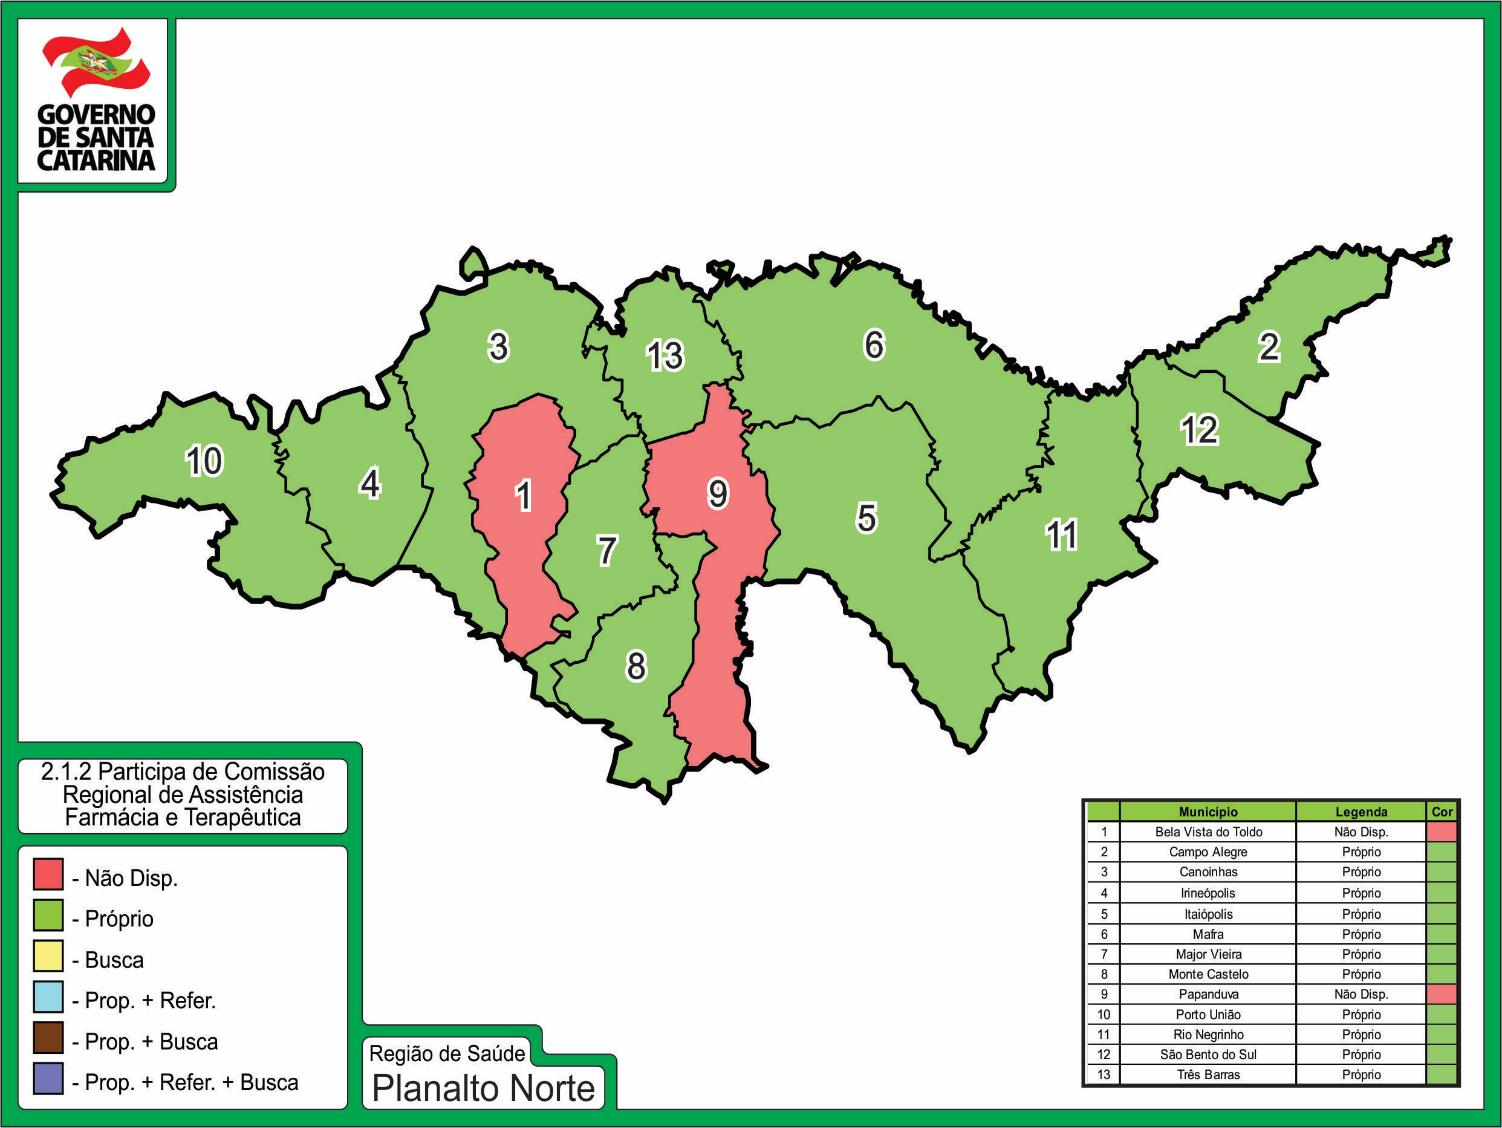 GOVERNO
DE SANTA
CATARINA
3
13
6
2
12
10
4
1
9
5
11
7
8
2.1.2 Participa de Comissão
Regional de Assistência
Farmácia e Terapêutica
- Não Disp.
- Próprio
- Busca
- Prop. + Refer.
- Prop. + Busca
- Prop. + Refer. + Busca
Região de Saúde
Planalto Norte
Município Legenda Cor
1 Bela Vista do Toldo Não Disp.
2 Campo Alegre Próprio
3 Canoinhas Próprio
4 Irineópolis Próprio
5 Itaiópolis Próprio
6 Mafra Próprio
7 Major Vieira Próprio
8 Monte Castelo Próprio
9 Papanduva Não Disp.
10 Porto União Próprio
11 Rio Negrinho Próprio
12 São Bento do Sul Próprio
13 Três Barras Próprio